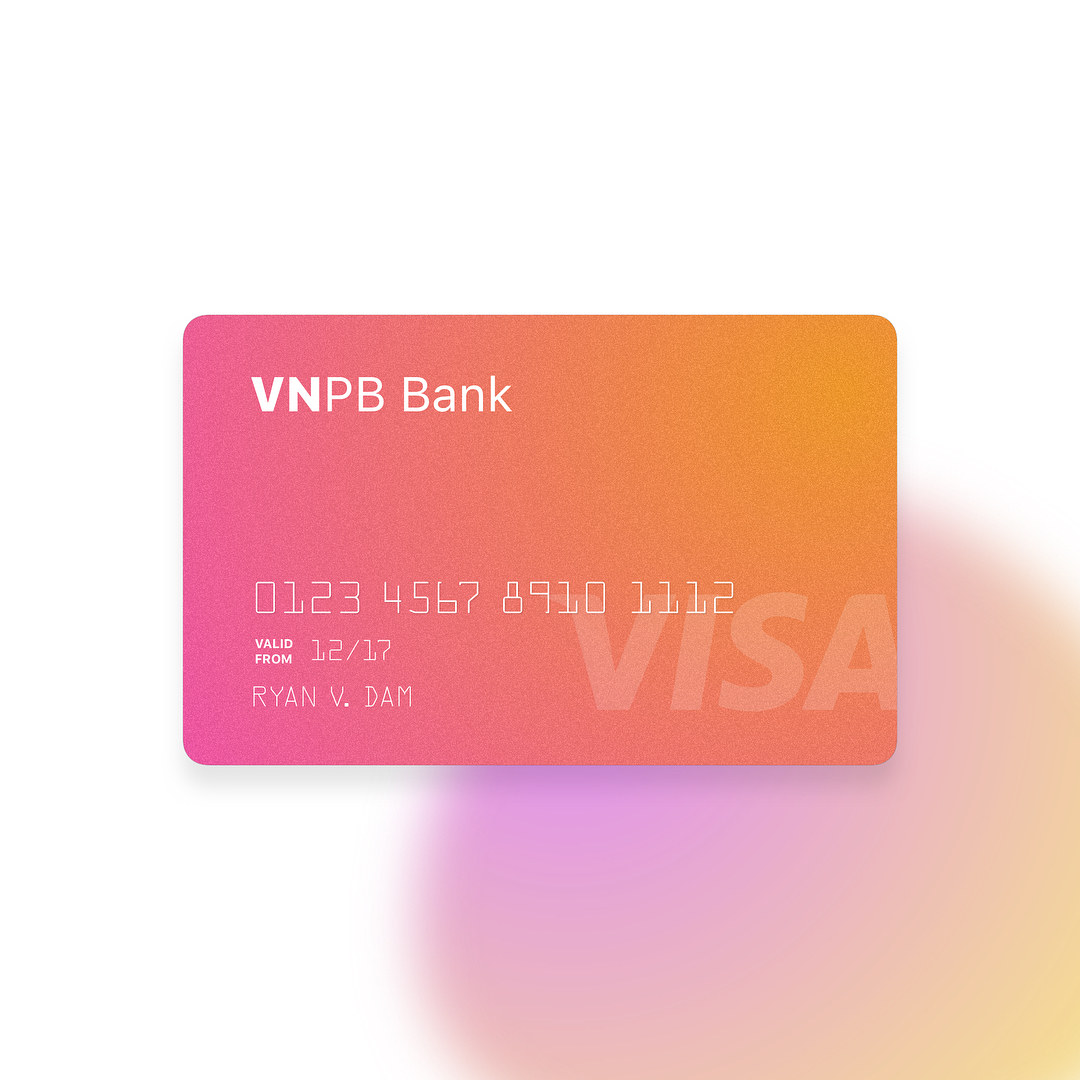 VNPB Bank
0123 4567 8910 1112
VALID FROM 12/17
RYAN V. DAM
VISA